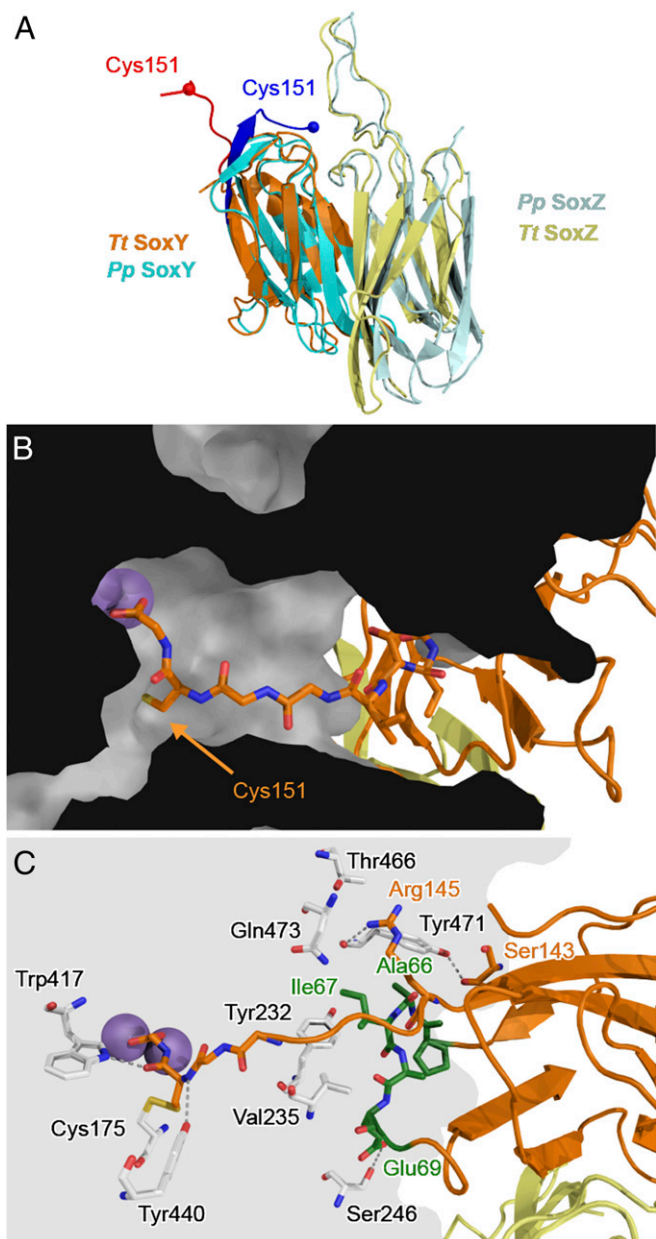 A
Cys151
Cys151
Pp SoxZ
Tt SoxZ
Tt SoxY
Pp SoxY
B
Cys151
C
Thr466
Arg145
Gln473
Tyr471
Ala66
Ser143
Ile67
Trp417
Tyr232
Val235
Cys175
Glu69
Tyr440
Ser246